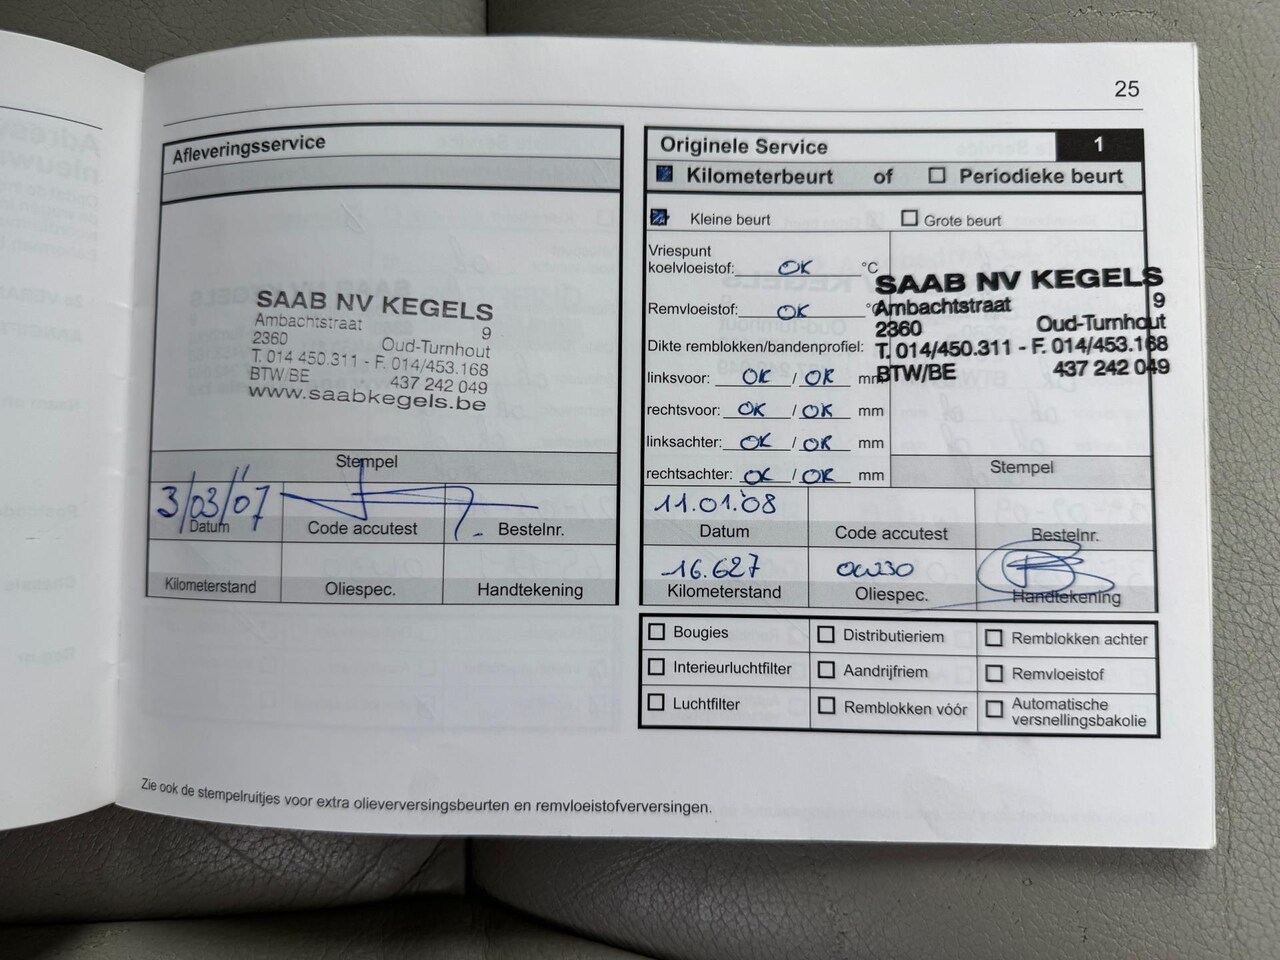 25
Afleveringsservice
SAAB NV KEGELS
Ambachtstraat 9
2360 Oud-Turnhout
T. 014 450.311 - F. 014/453.168
BTW/BE 437 242 049
www.saabkegels.be
Stempel
3/03/07
Datum Code accutest Bestelnr.
Kilometerstand Oliespec. Handtekening
Originele Service 1
Kilometerbeurt of Periodieke beurt
Kleine beurt Grote beurt
Vriespunt
koelvloeistof: OK °C
Remvloeistof: OK °C
Dikte remblokken/bandenprofiel:
linksvoor: OK / OK mm
rechtsvoor: OK / OK mm
linksachter: OK / OK mm
rechtsachter: OK / OK mm
SAAB NV KEGELS
Ambachtstraat 9
2360 Oud-Turnhout
T. 014/450.311 - F. 014/453.168
BTW/BE 437 242 049
Stempel
11.01.'08
Datum Code accutest Bestelnr.
16.627 0W30
Kilometerstand Oliespec. Handtekening
Bougies Distributieriem Remblokken achter
Interieurluchtfilter Aandrijfriem Remvloeistof
Luchtfilter Remblokken vóór Automatische
versnellingsbakolie
Zie ook de stempelruitjes voor extra olieverversingsbeurten en remvloeistofverversingen.